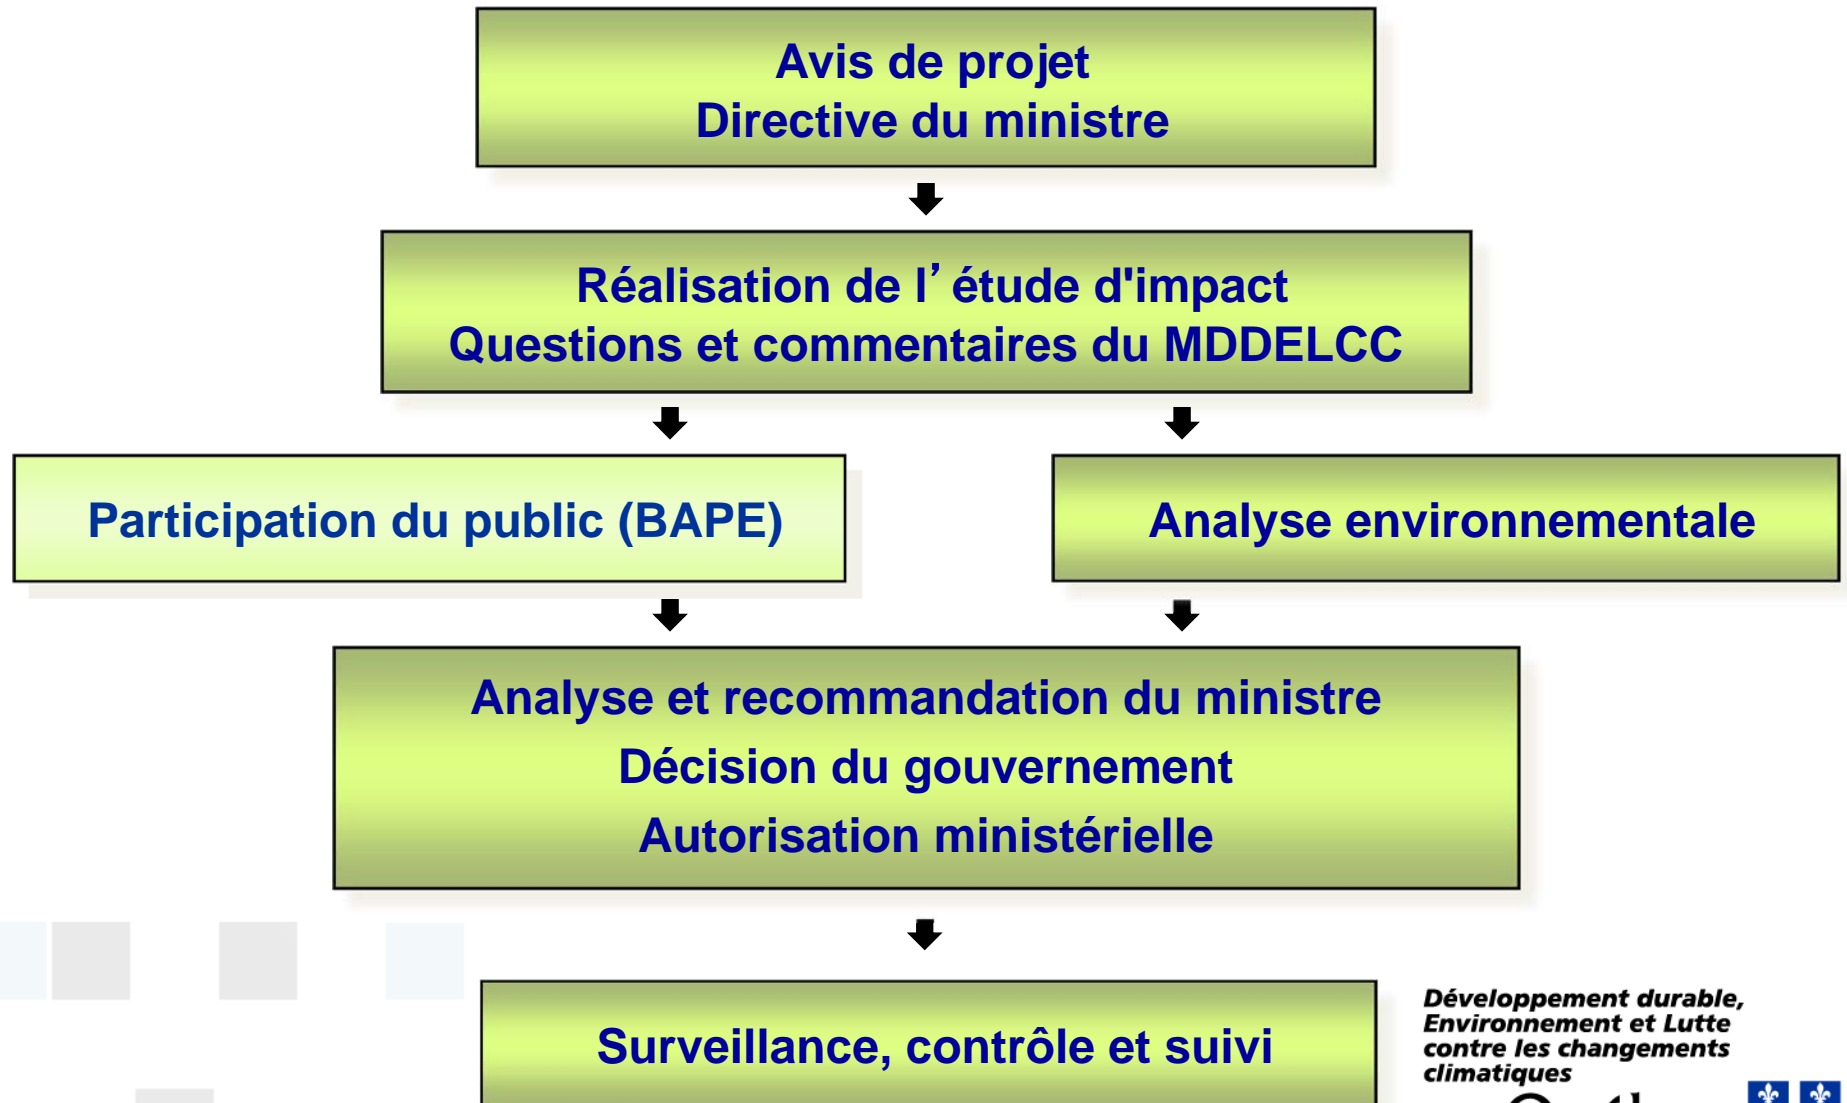 Avis de projet
Directive du ministre
Réalisation de l’ étude d'impact
Questions et commentaires du MDDELCC
Participation du public (BAPE)
Analyse environnementale
Analyse et recommandation du ministre
Décision du gouvernement
Autorisation ministérielle
Surveillance, contrôle et suivi
Développement durable,
Environnement et Lutte
contre les changements
climatiques